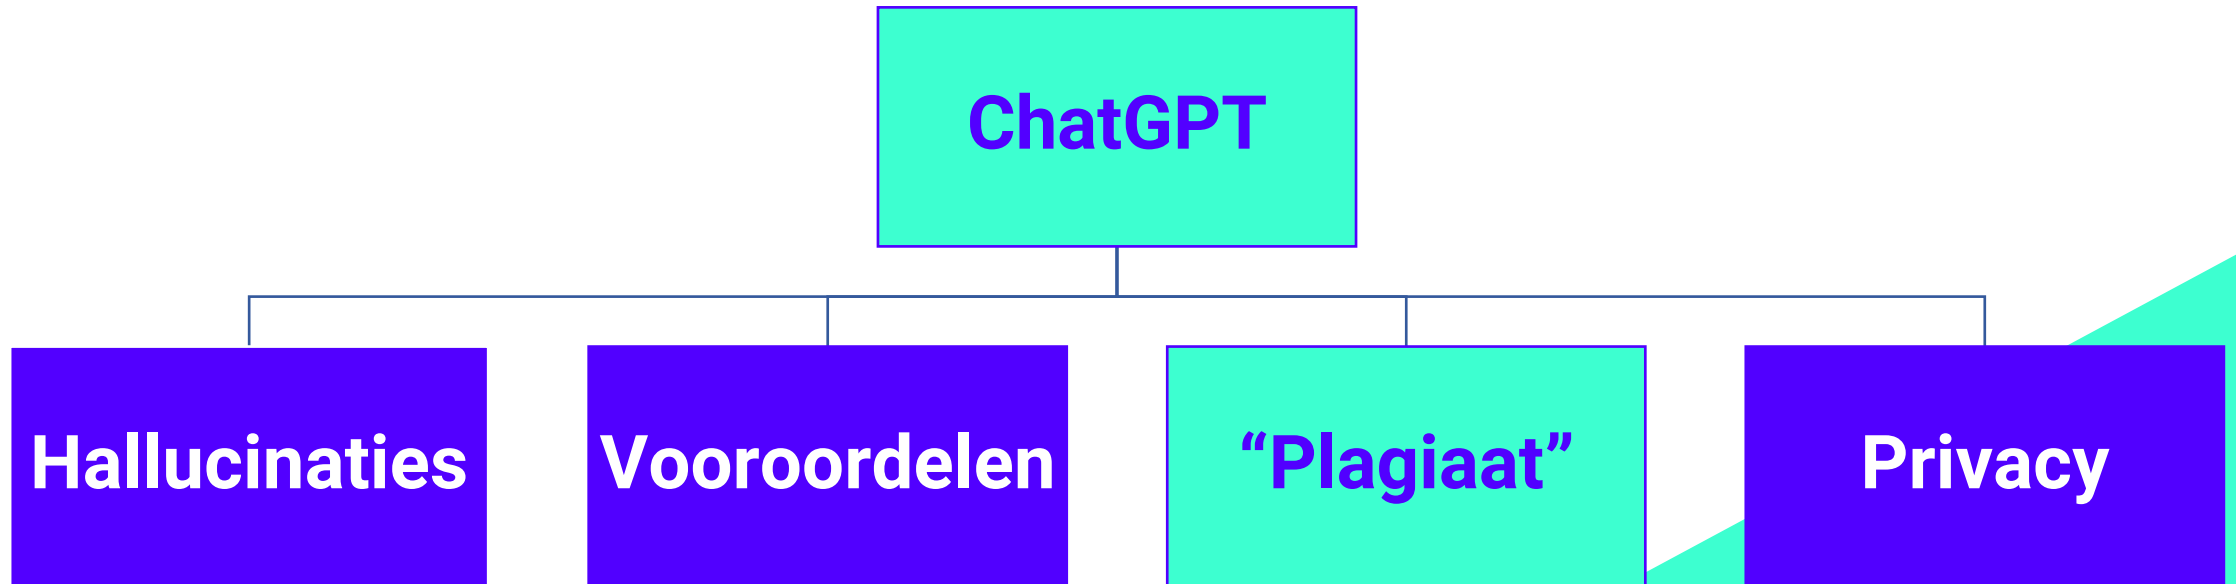 ChatGPT
Hallucinaties
Vooroordelen
“Plagiaat”
Privacy